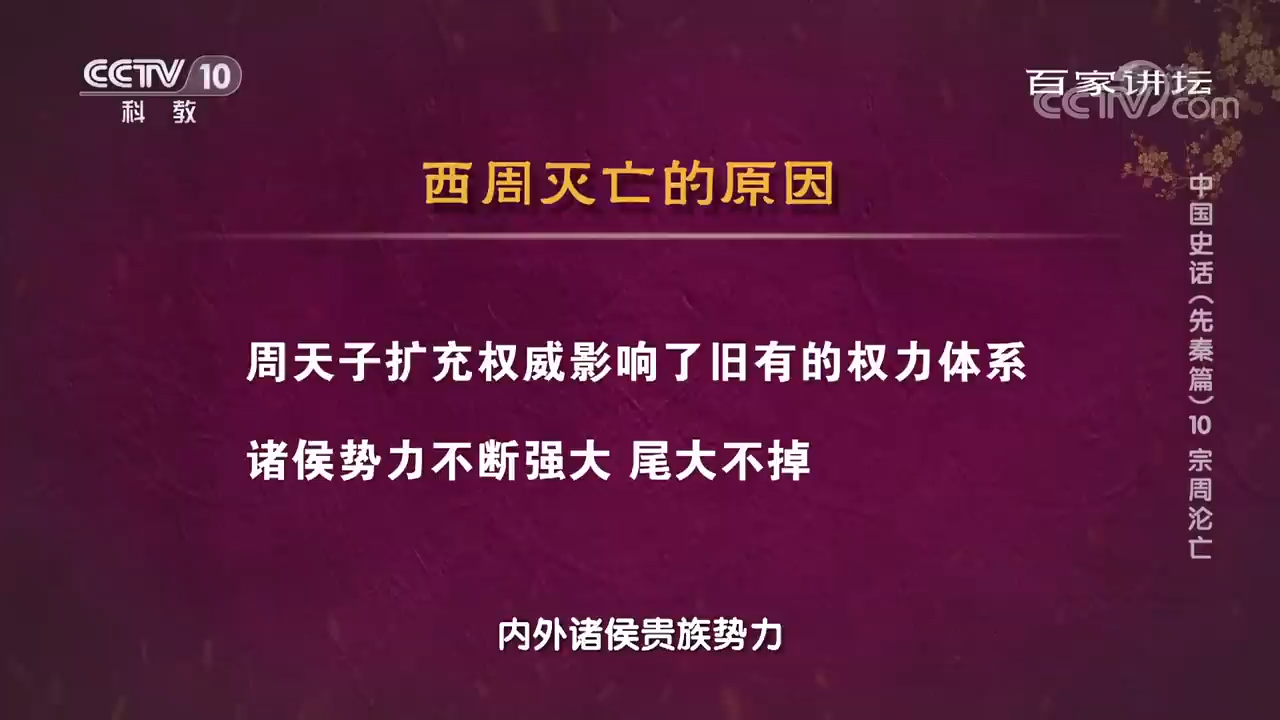 CCTV 10
科教
百家讲坛
CCTV.com
西周灭亡的原因
周天子扩充权威影响了旧有的权力体系
诸侯势力不断强大 尾大不掉
内外诸侯贵族势力
中国史话（先秦篇）10 宗周沦亡